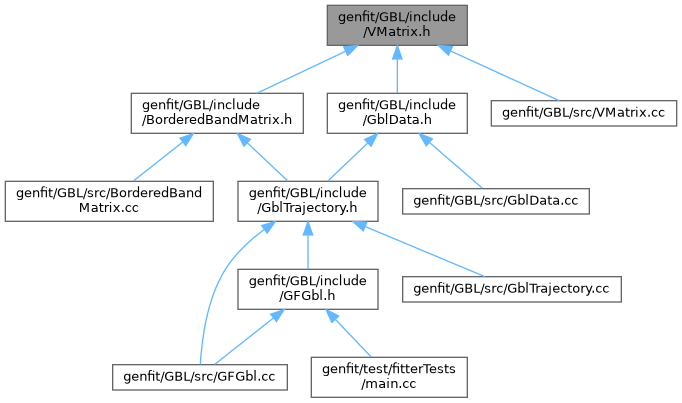 genfit/GBL/include
/VMatrix.h
genfit/GBL/include
/BorderedBandMatrix.h
genfit/GBL/include
/GblData.h
genfit/GBL/src/VMatrix.cc
genfit/GBL/src/BorderedBand
Matrix.cc
genfit/GBL/include
/GblTrajectory.h
genfit/GBL/src/GblData.cc
genfit/GBL/include
/GFGbl.h
genfit/GBL/src/GblTrajectory.cc
genfit/GBL/src/GFGbl.cc
genfit/test/fitterTests
/main.cc